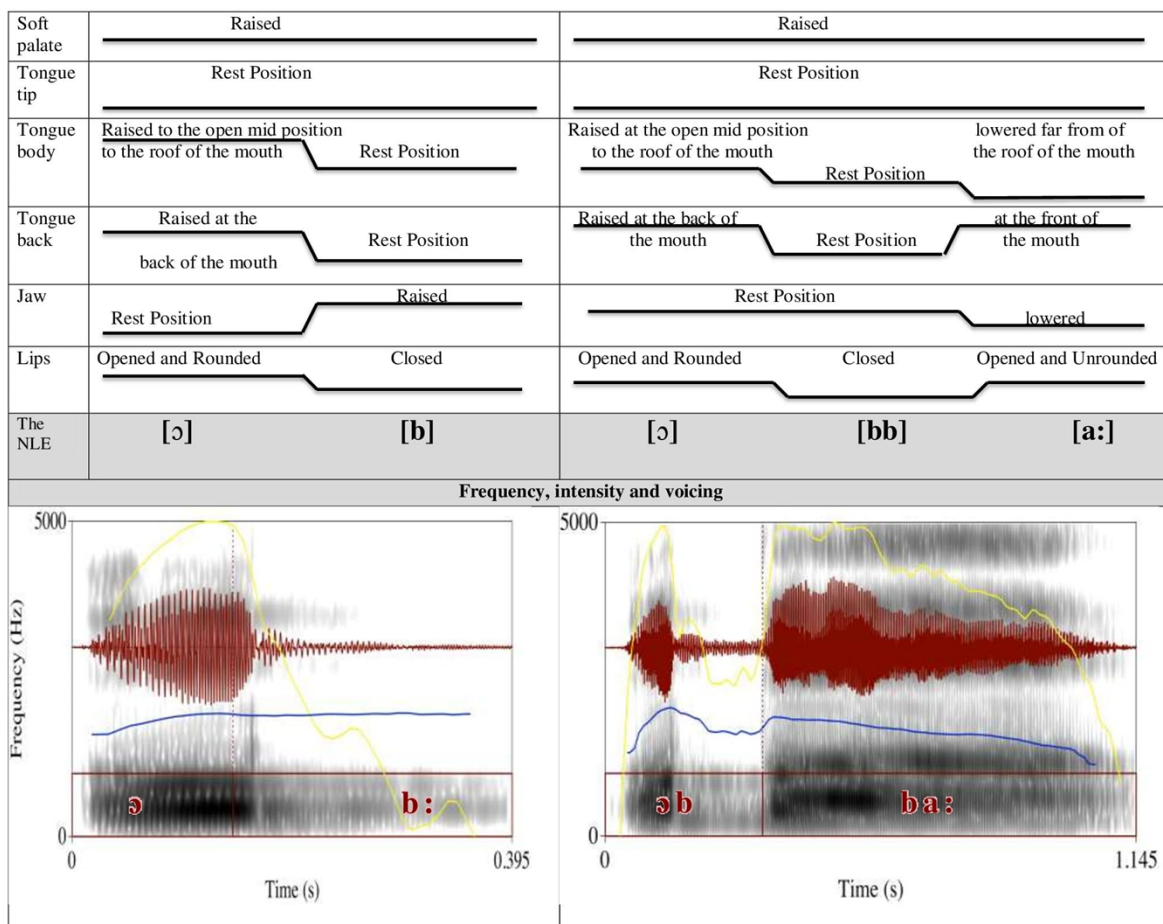 Soft
palate
Raised
Raised
Tongue
tip
Rest Position
Rest Position
Tongue
body
Raised to the open mid position
to the roof of the mouth
Rest Position
Raised at the open mid position
to the roof of the mouth
Rest Position
lowered far from of
the roof of the mouth
Tongue
back
Raised at the
back of the mouth
Rest Position
Raised at the back of
the mouth
Rest Position
at the front of
the mouth
Jaw
Rest Position
Raised
Rest Position
lowered
Lips
Opened and Rounded
Closed
Opened and Rounded
Closed
Opened and Unrounded
The
NLE
[ɔ]
[b]
[ɔ]
[bb]
[a:]
Frequency, intensity and voicing
5000
Frequency (Hz)
0
ɔ
b:
0
0.395
Time (s)
5000
0
ɔ b
b a:
0
1.145
Time (s)